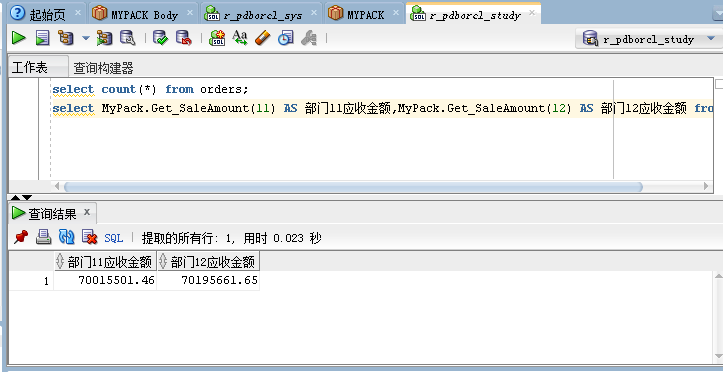 起始页 MYPACK Body r_pdborcl_sys MYPACK r_pdborcl_study
r_pdborcl_study
工作表 查询构建器
select count(*) from orders;
select MyPack.Get_SaleAmount(11) AS 部门11应收金额,MyPack.Get_SaleAmount(12) AS 部门12应收金额 fro
查询结果 x
SQL | 提取的所有行: 1, 用时 0.023 秒
部门11应收金额 部门12应收金额
1 70015501.46 70195661.65